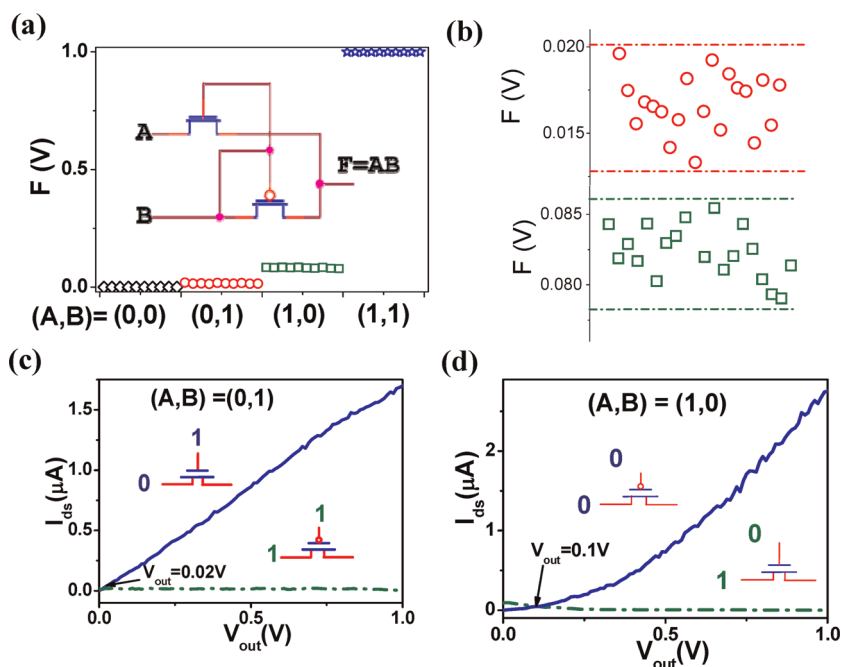 (a)
F (V)
1.0
0.5
0.0
A
B
F=AB
(A,B)= (0,0) (0,1) (1,0) (1,1)
(b)
F (V)
0.020
0.015
F (V)
0.085
0.080
(c)
(A,B) =(0,1)
I_ds(μA)
1.5
1.0
0.5
0.0
1
0
1
1
V_out=0.02V
0.0 0.5 1.0
V_out(V)
(d)
(A,B) = (1,0)
I_ds(μA)
2
1
0
0
0
0
1
V_out=0.1V
0.0 0.5 1.0
V_out(V)